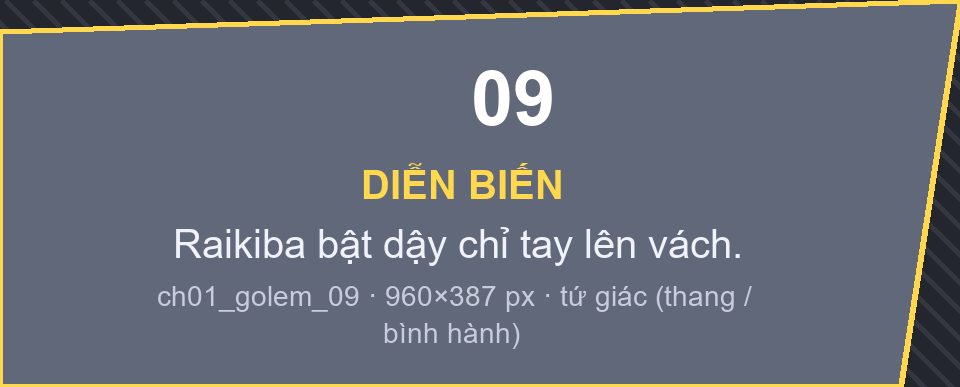 09
DIỄN BIẾN
Raikiba bật dậy chỉ tay lên vách.
ch01_golem_09 · 960×387 px · tứ giác (thang /
bình hành)